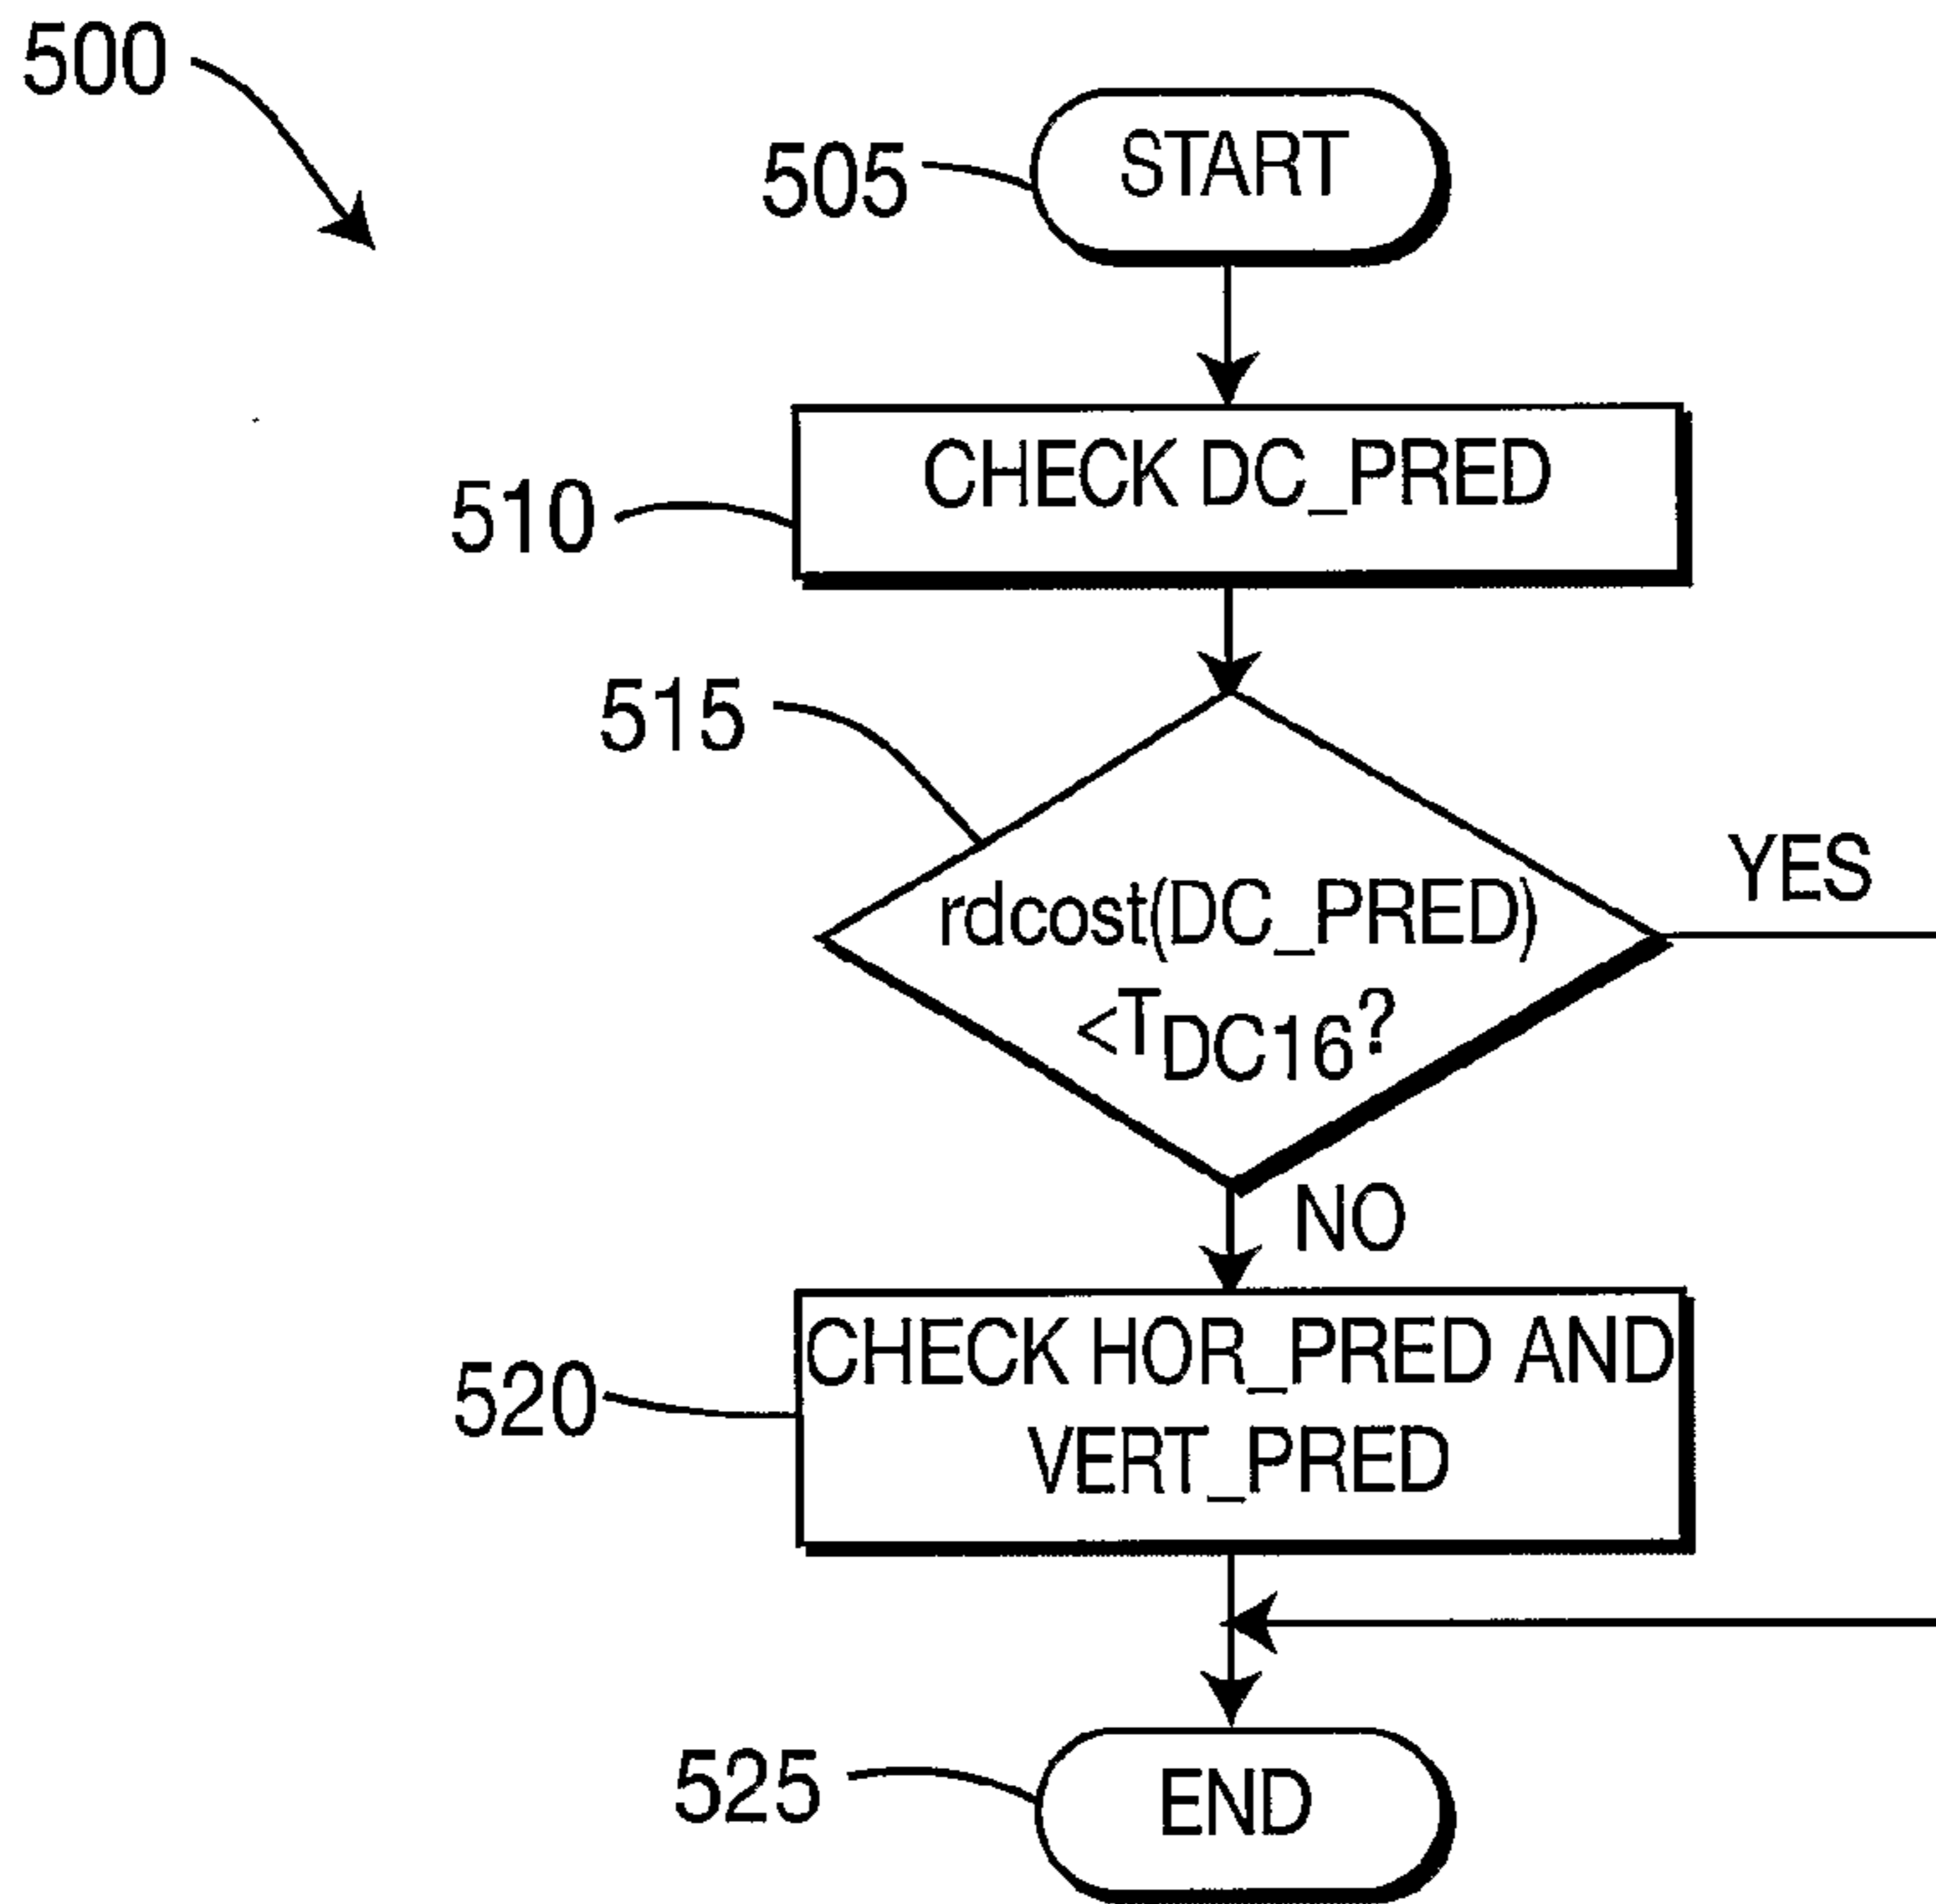 500
505
START
510
CHECK DC_PRED
515
rdcost(DC_PRED)
<TDC16?
YES
NO
520
CHECK HOR_PRED AND
VERT_PRED
525
END